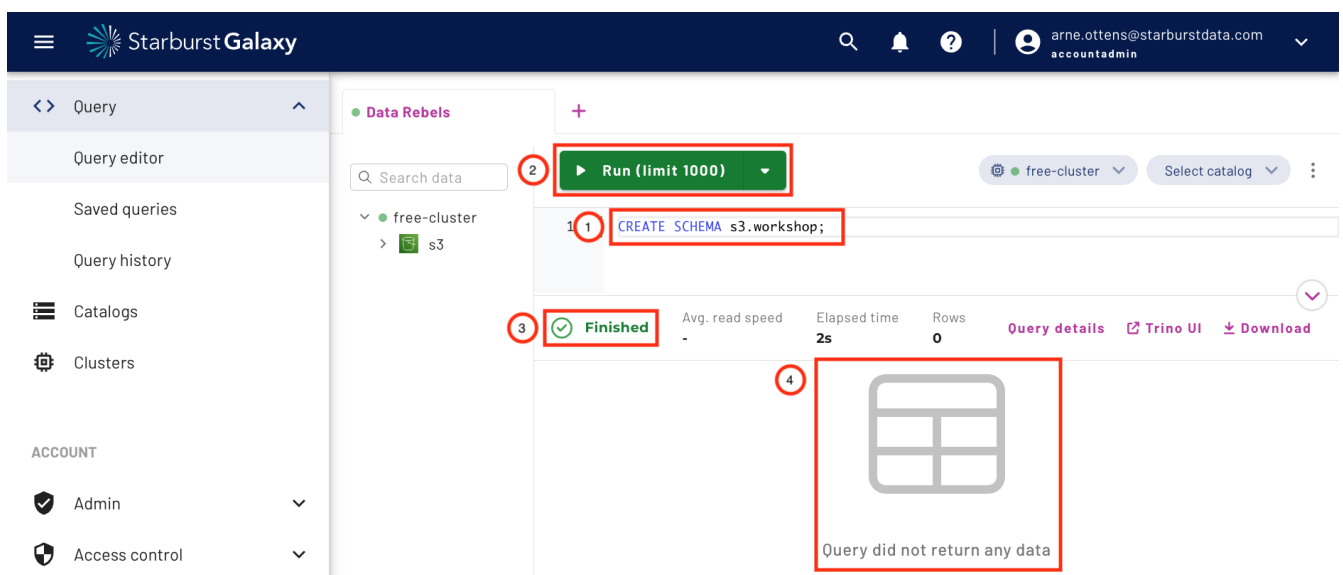 Starburst Galaxy
arne.ottens@starburstdata.com
accountadmin
Query
Query editor
Saved queries
Query history
Catalogs
Clusters
ACCOUNT
Admin
Access control
Data Rebels
+
Search data
free-cluster
s3
2
Run (limit 1000)
free-cluster
Select catalog
1 1 CREATE SCHEMA s3.workshop;
3
Finished
Avg. read speed
-
Elapsed time
2s
Rows
0
Query details
Trino UI
Download
4
Query did not return any data